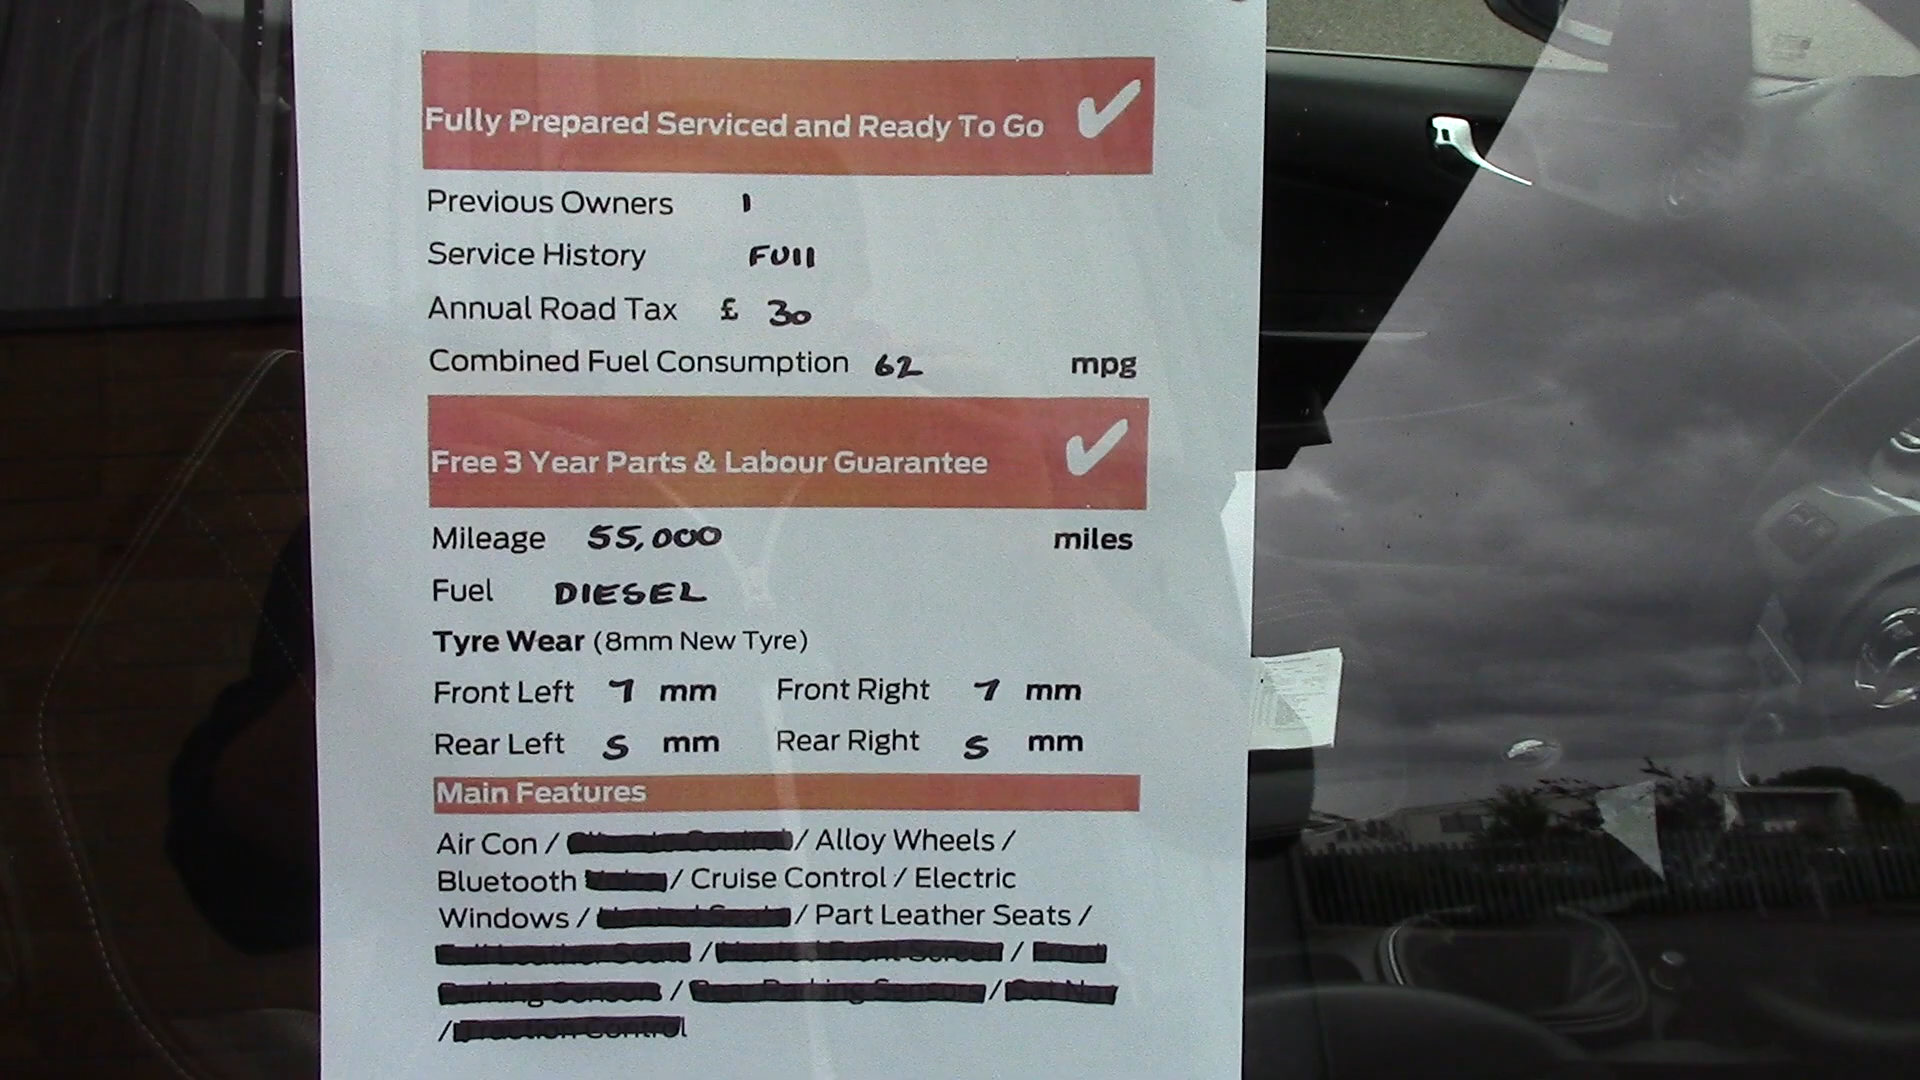 Fully Prepared Serviced and Ready To Go
Previous Owners 1
Service History FUll
Annual Road Tax £ 30
Combined Fuel Consumption 62 mpg
Free 3 Year Parts & Labour Guarantee
Mileage 55,000 miles
Fuel DIESEL
Tyre Wear (8mm New Tyre)
Front Left 7 mm Front Right 7 mm
Rear Left 5 mm Rear Right 5 mm
Main Features
Air Con / / Alloy Wheels /
Bluetooth / Cruise Control / Electric
Windows / / Part Leather Seats /
/ /
/ /
/